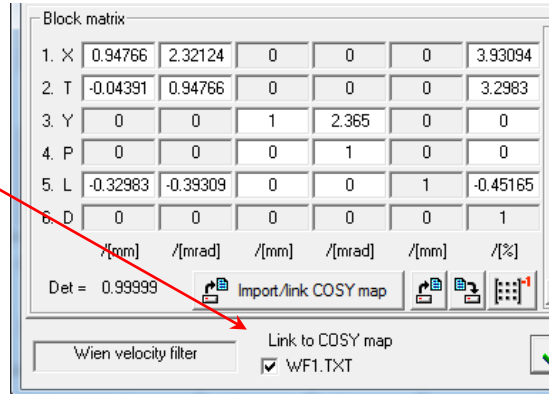 Block matrix
1. X 0.94766 2.32124 0 0 0 3.93094
2. T -0.04391 0.94766 0 0 0 3.2983
3. Y 0 0 1 2.365 0 0
4. P 0 0 0 1 0 0
5. L -0.32983 -0.39309 0 0 1 -0.45165
6. D 0 0 0 0 0 1
/[mm] /[mrad] /[mm] /[mrad] /[mm] /[%]
Det = 0.99999 Import/link COSY map -1
Link to COSY map
Wien velocity filter WF1.TXT